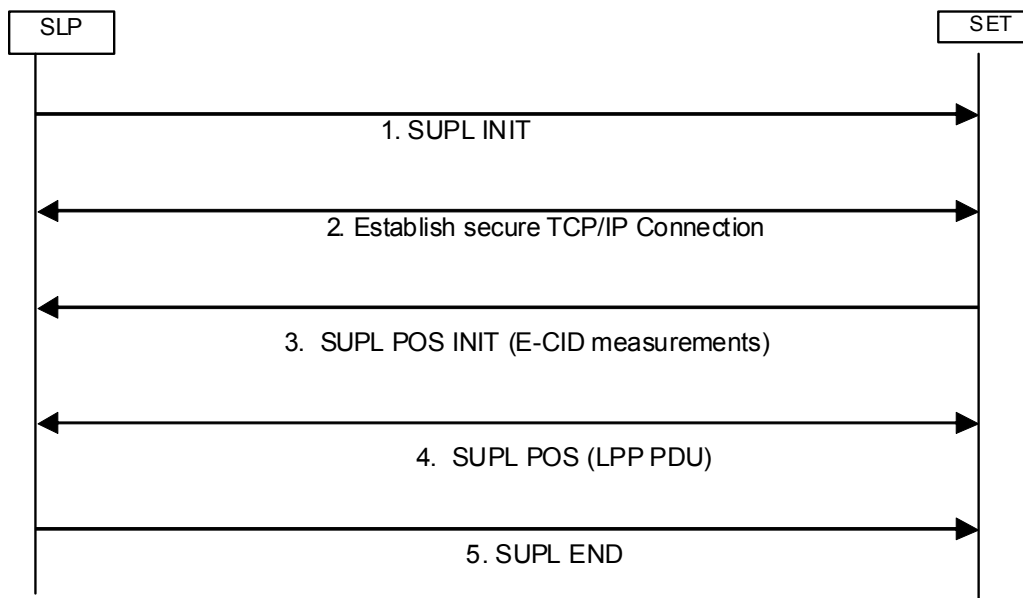 SLP
SET
1. SUPL INIT
2. Establish secure TCP/IP Connection
3. SUPL POS INIT (E-CID measurements)
4. SUPL POS (LPP PDU)
5. SUPL END